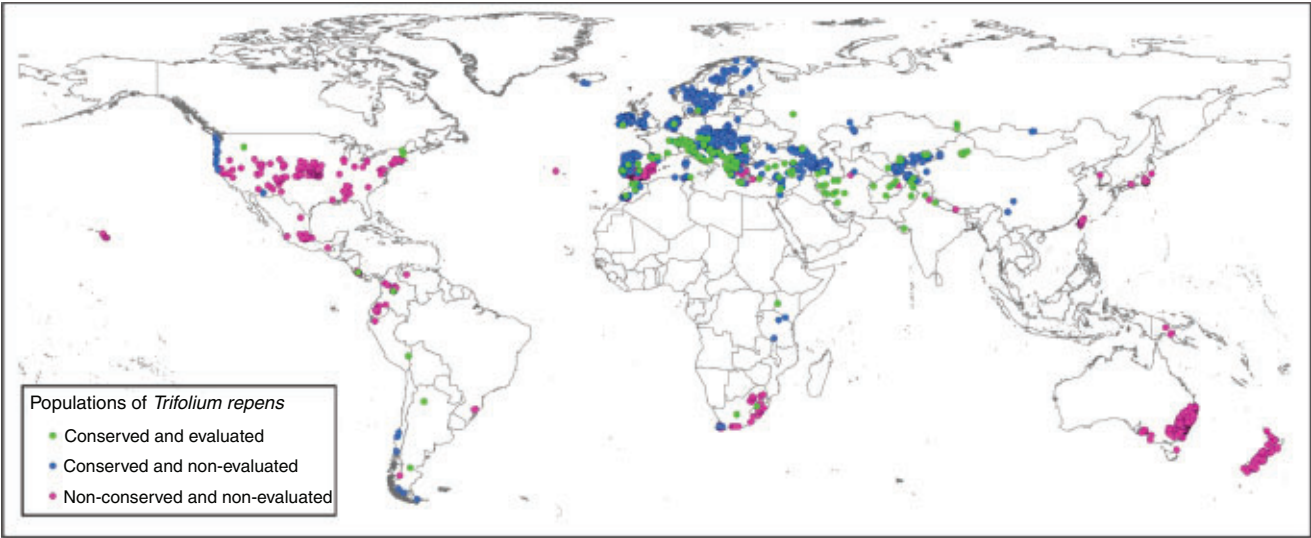 Populations of Trifolium repens
Conserved and evaluated
Conserved and non-evaluated
Non-conserved and non-evaluated